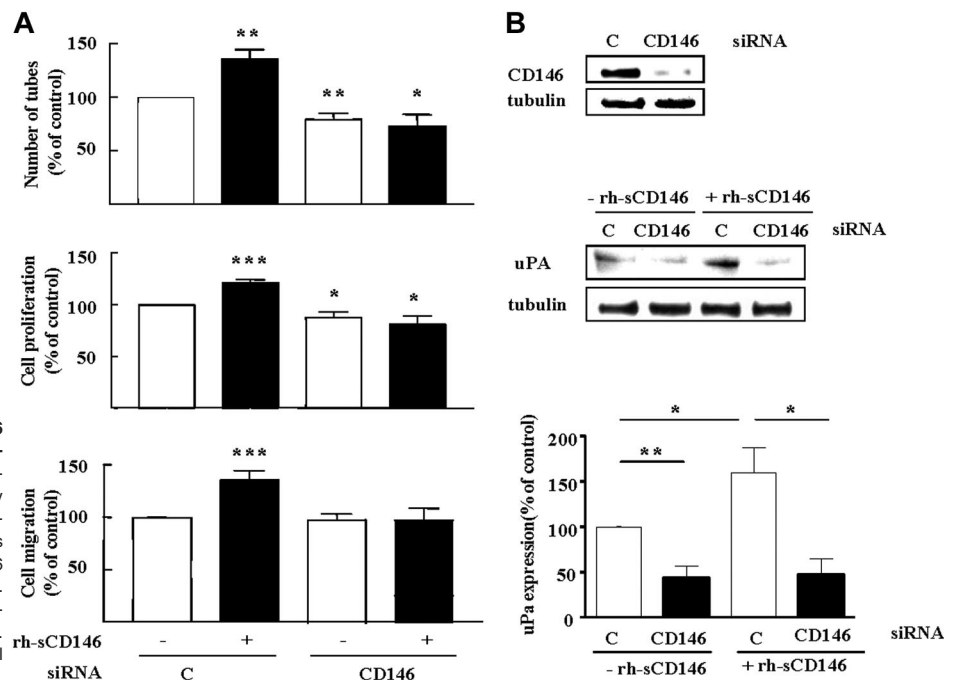 A
Number of tubes
(% of control)
150
100
50
**
**
*
Cell proliferation
(% of control)
150
100
50
***
*
*
Cell migration
(% of control)
150
100
50
***
rh-sCD146 - + - +
siRNA C CD146
B
C CD146 siRNA
CD146
tubulin
- rh-sCD146 + rh-sCD146
C CD146 C CD146 siRNA
uPA
tubulin
uPa expression(% of control)
200
150
100
50
0
* *
**
C CD146 C CD146 siRNA
- rh-sCD146 + rh-sCD146